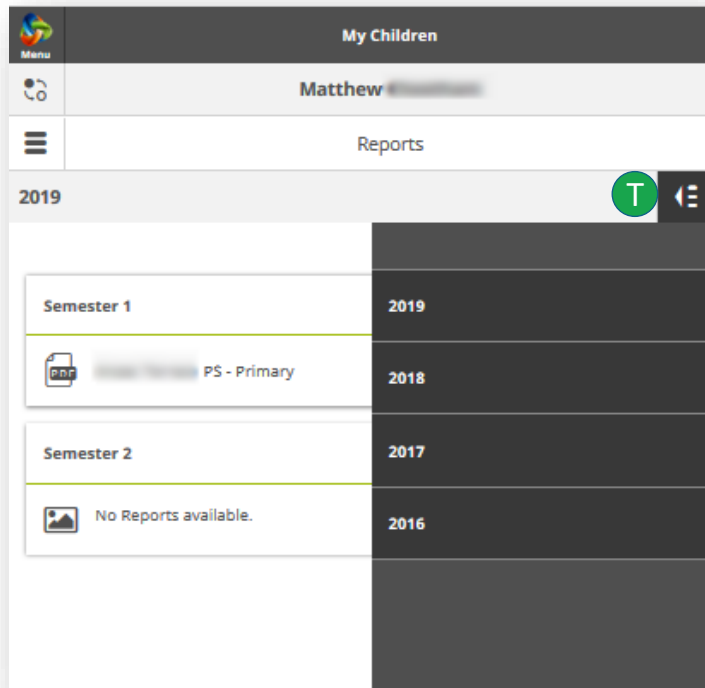 My Children
Menu
Matthew
Reports
2019
T
Semester 1
PDF
PS - Primary
Semester 2
No Reports available.
2019
2018
2017
2016